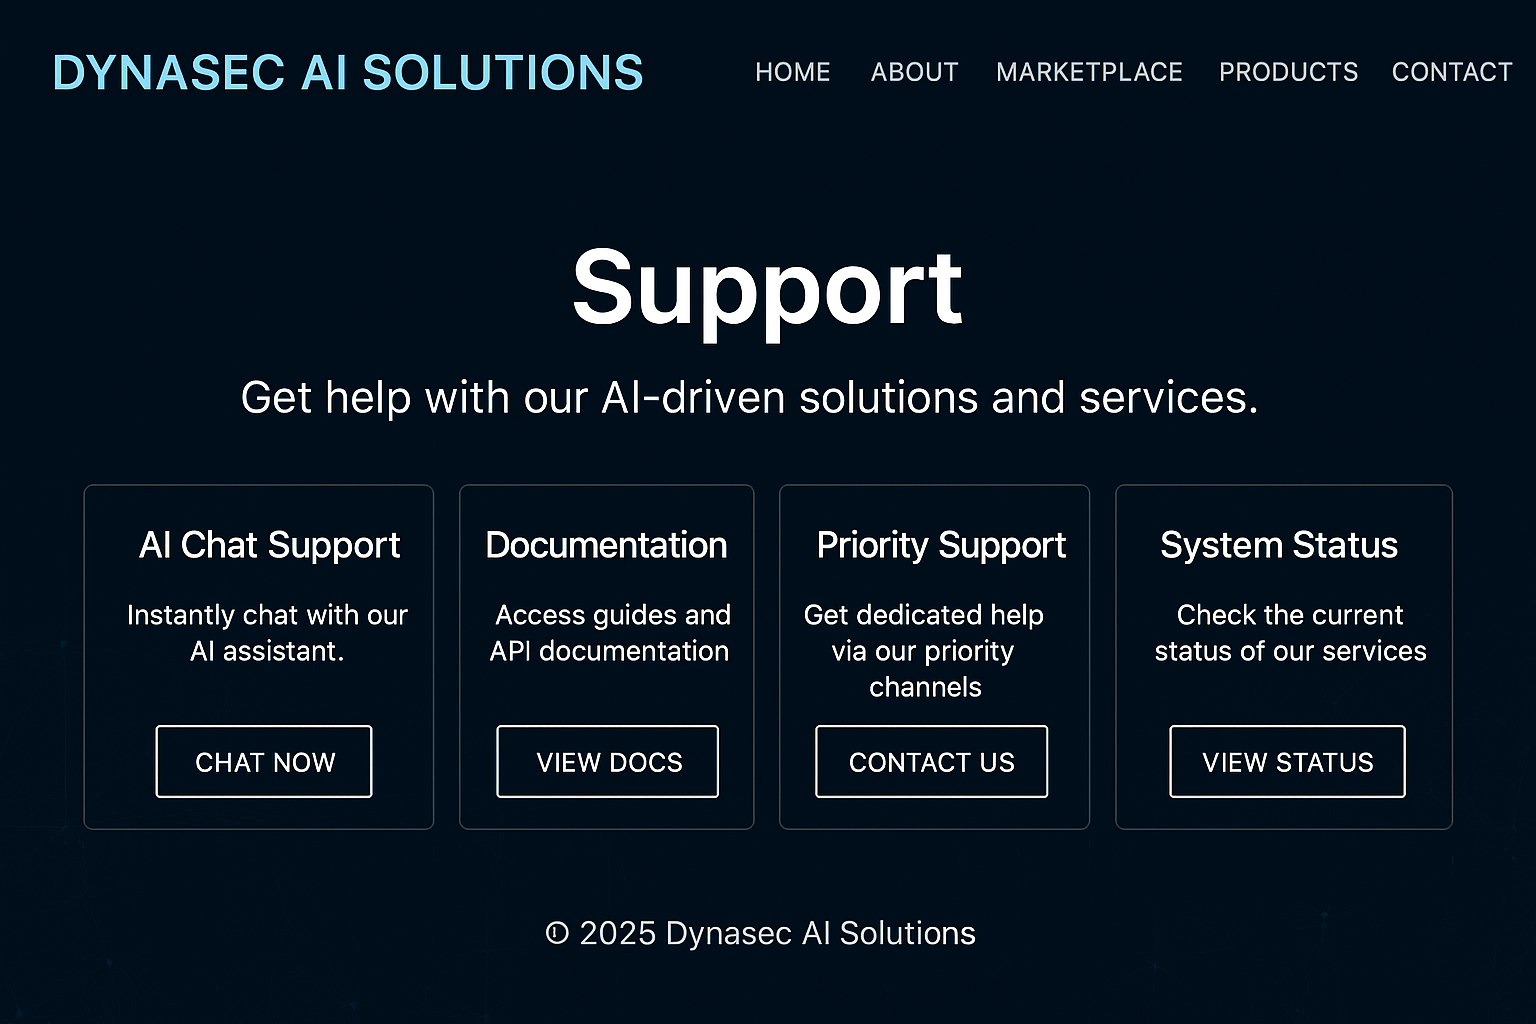 DYNASEC AI SOLUTIONS
HOME ABOUT MARKETPLACE PRODUCTS CONTACT
Support
Get help with our AI-driven solutions and services.
AI Chat Support
Instantly chat with our
AI assistant.
CHAT NOW
Documentation
Access guides and
API documentation
VIEW DOCS
Priority Support
Get dedicated help
via our priority
channels
CONTACT US
System Status
Check the current
status of our services
VIEW STATUS
© 2025 Dynasec AI Solutions